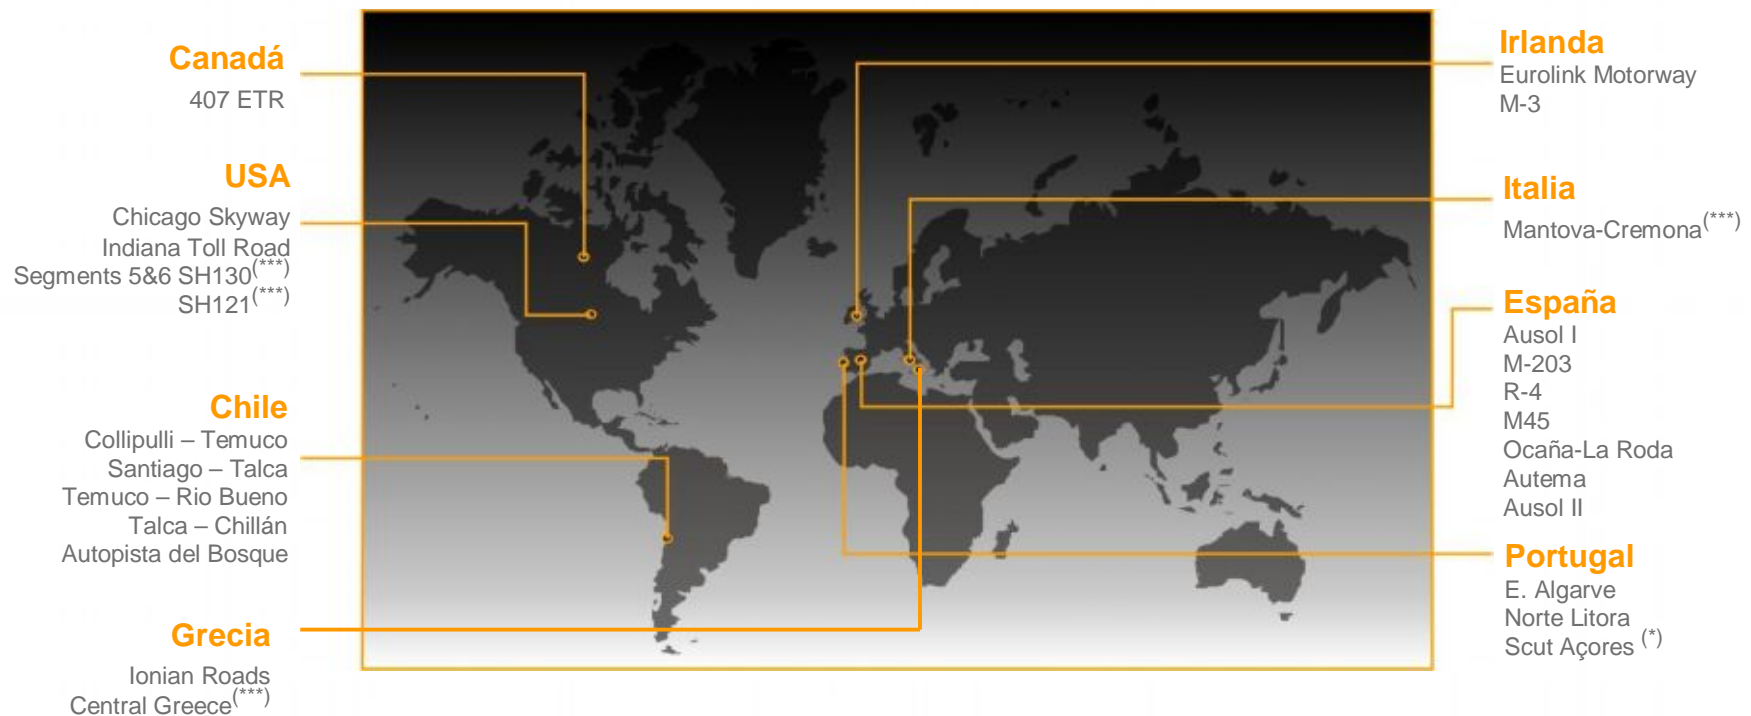 Canadá
407 ETR
USA
Chicago Skyway
Indiana Toll Road
Segments 5&6 SH130(***)
SH121(***)
Chile
Collipulli – Temuco
Santiago – Talca
Temuco – Rio Bueno
Talca – Chillán
Autopista del Bosque
Grecia
Ionian Roads
Central Greece(***)
Irlanda
Eurolink Motorway
M-3
Italia
Mantova-Cremona(***)
España
Ausol I
M-203
R-4
M45
Ocaña-La Roda
Autema
Ausol II
Portugal
E. Algarve
Norte Litora
Scut Açores (*)